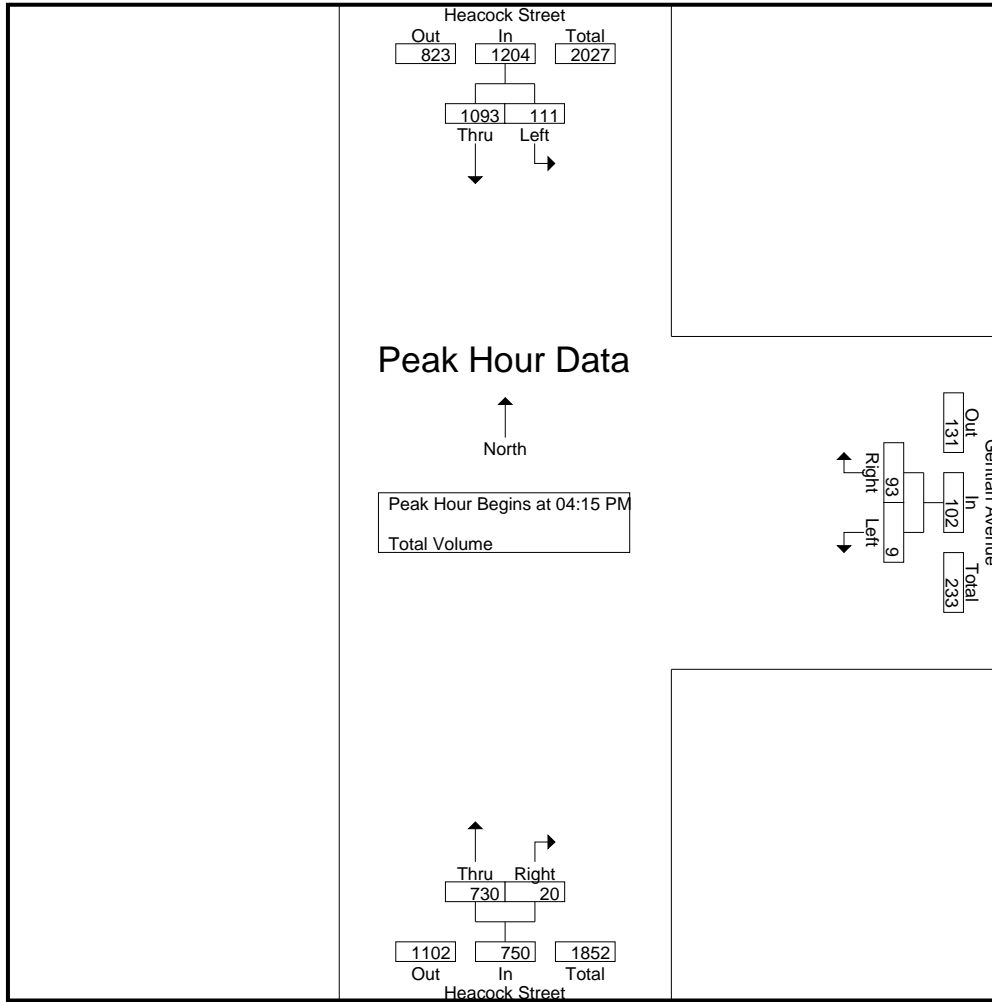 Heacock Street
Out In Total
823 1204 2027
1093 111
Thru Left
Peak Hour Data
North
Peak Hour Begins at 04:15 PM
Total Volume
Avenue
Out In Total
131 102 233
93 9
Right Left
Thru Right
730 20
1102 750 1852
Out In Total
Heacock Street